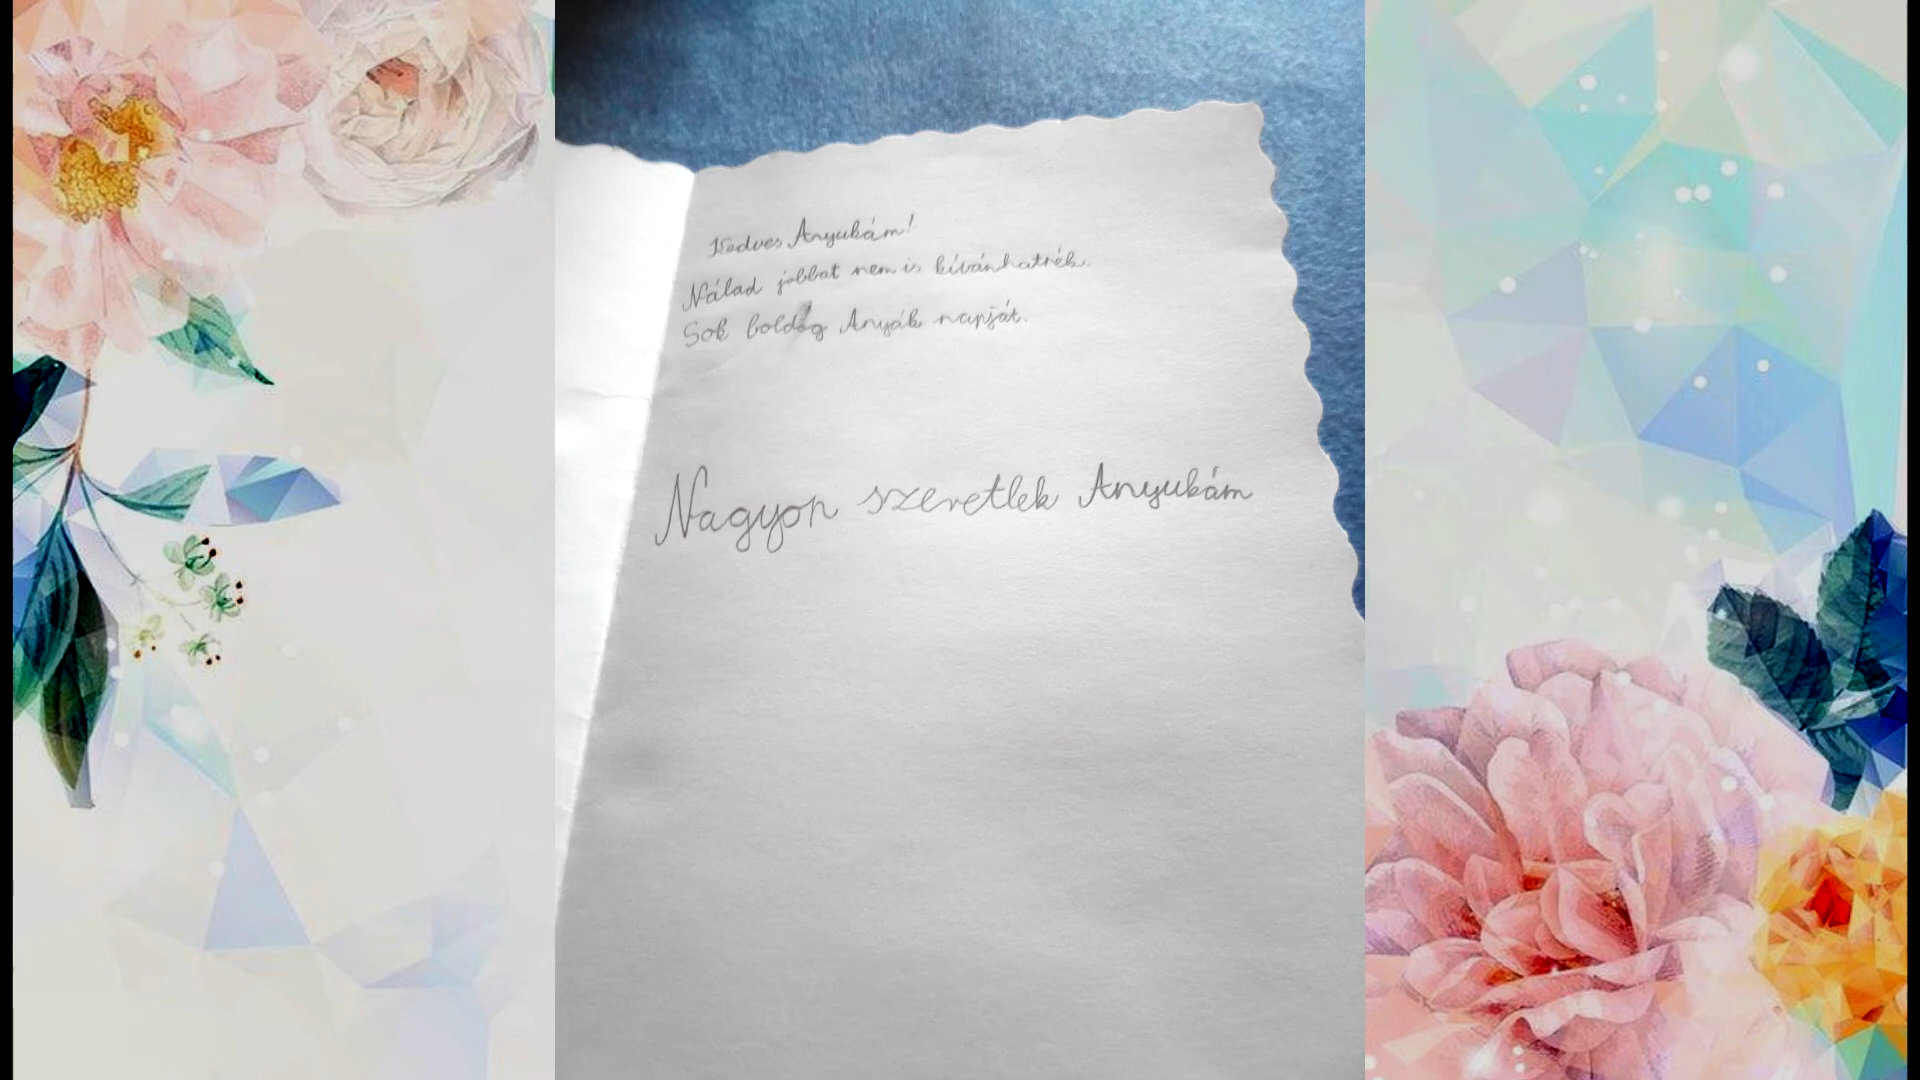 Kedves Anyukám!
Nálad jobbat nem is kívánhatnék.
Sok boldog Anyák napját.
Nagyon szeretlek Anyukám